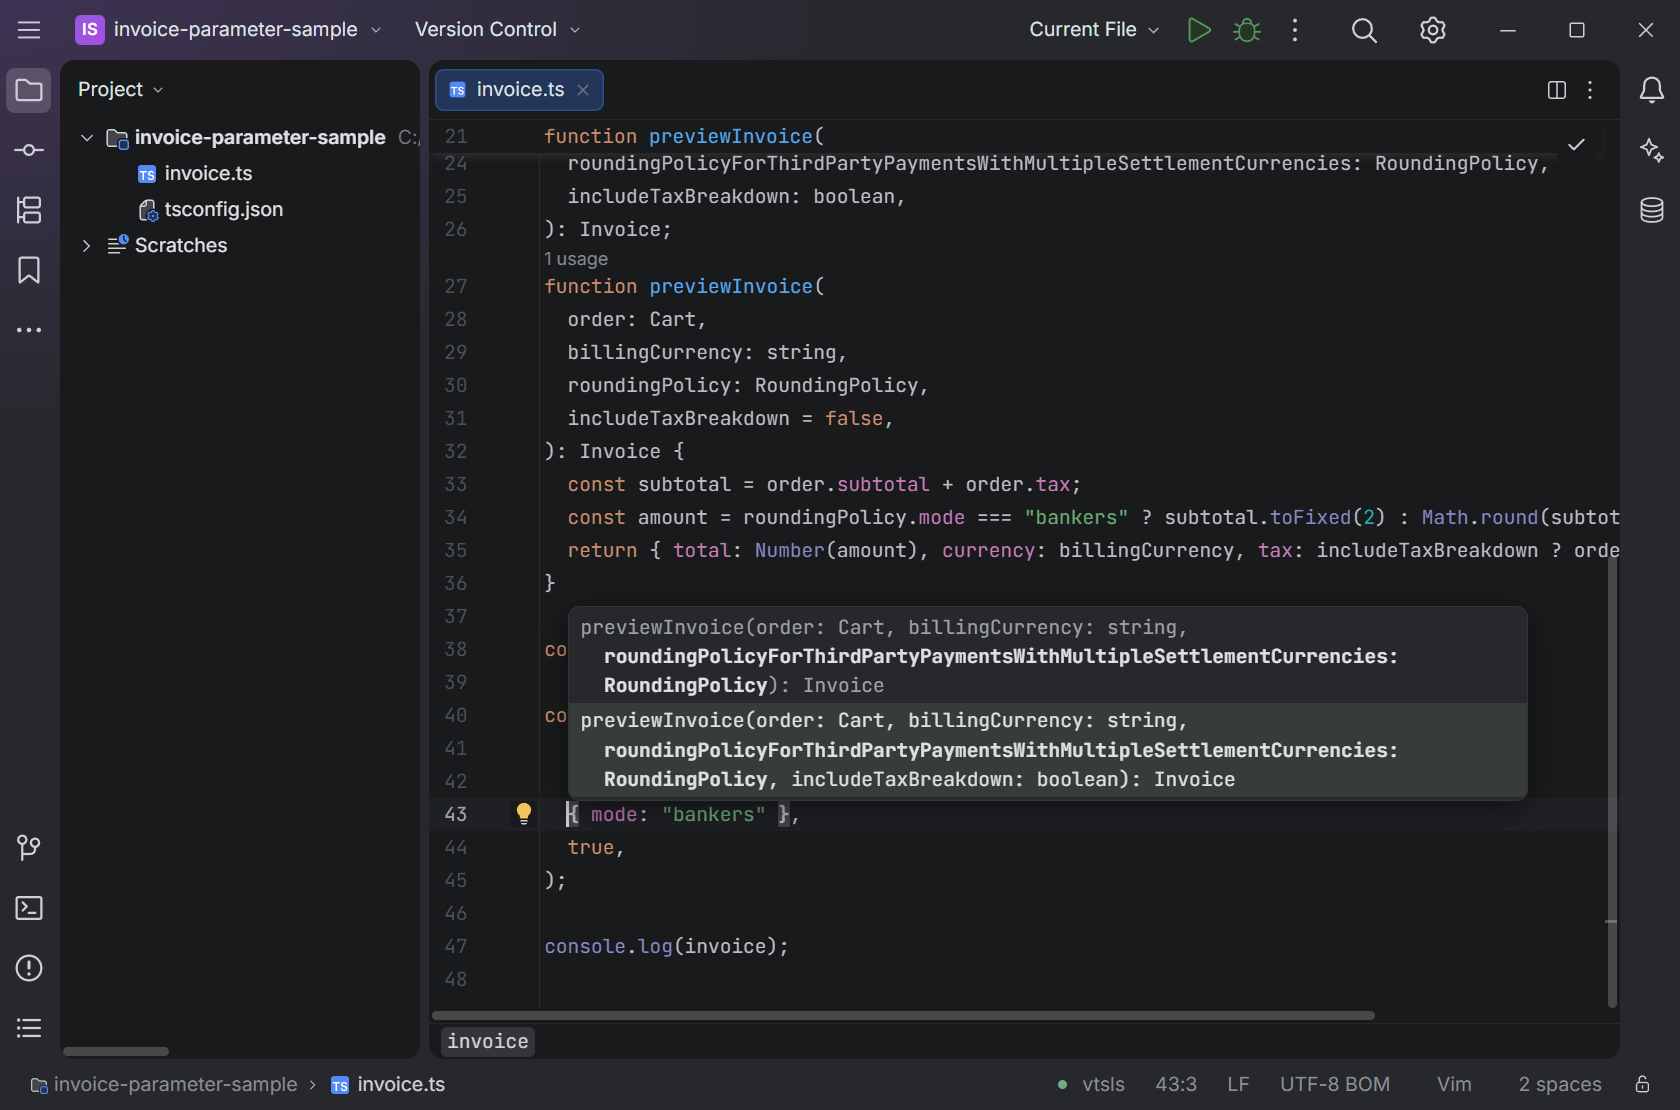 IS invoice-parameter-sample Version Control Current File
Project
invoice-parameter-sample C:/
TS invoice.ts
tsconfig.json
Scratches
TS invoice.ts
21 function previewInvoice(
24 roundingPolicyForThirdPartyPaymentsWithMultipleSettlementCurrencies: RoundingPolicy,
25 includeTaxBreakdown: boolean,
26 ): Invoice;
1 usage
27 function previewInvoice(
28 order: Cart,
29 billingCurrency: string,
30 roundingPolicy: RoundingPolicy,
31 includeTaxBreakdown = false,
32 ): Invoice {
33 const subtotal = order.subtotal + order.tax;
34 const amount = roundingPolicy.mode === "bankers" ? subtotal.toFixed(2) : Math.round(subtot
35 return { total: Number(amount), currency: billingCurrency, tax: includeTaxBreakdown ? orde
36 }
37
38 co
39
40 co
41
42
previewInvoice(order: Cart, billingCurrency: string,
roundingPolicyForThirdPartyPaymentsWithMultipleSettlementCurrencies:
RoundingPolicy): Invoice
previewInvoice(order: Cart, billingCurrency: string,
roundingPolicyForThirdPartyPaymentsWithMultipleSettlementCurrencies:
RoundingPolicy, includeTaxBreakdown: boolean): Invoice
43 { mode: "bankers" },
44 true,
45 );
46
47 console.log(invoice);
48
invoice
invoice-parameter-sample › TS invoice.ts vtsls 43:3 LF UTF-8 BOM Vim 2 spaces